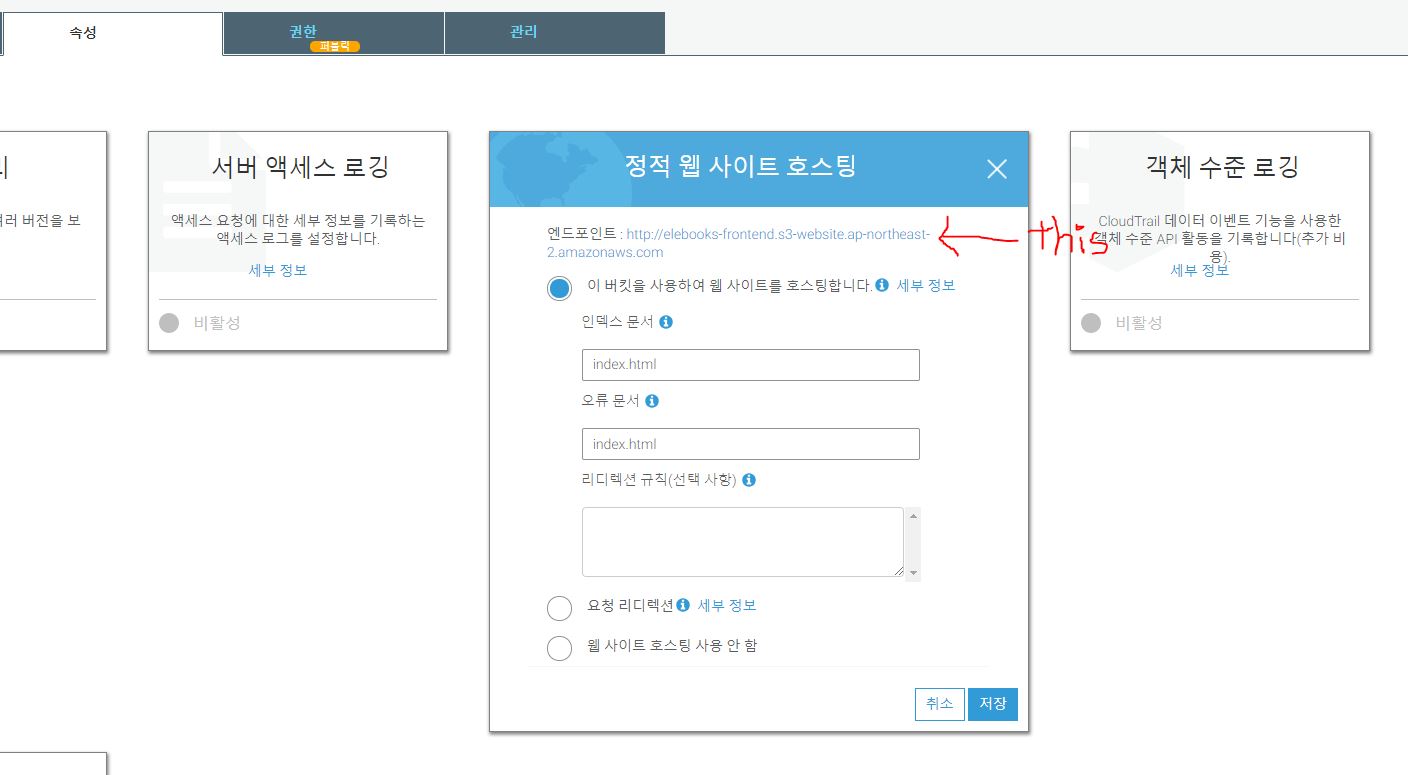 속성
권한
퍼블릭
관리
서버 액세스 로깅
액세스 요청에 대한 세부 정보를 기록하는
액세스 로그를 설정합니다.
세부 정보
비활성
버전을 보
정적 웹 사이트 호스팅
엔드포인트 : http://elebooks-frontend.s3-website.ap-northeast-
2.amazonaws.com
this
이 버킷을 사용하여 웹 사이트를 호스팅합니다. 세부 정보
인덱스 문서
index.html
오류 문서
index.html
리디렉션 규칙(선택 사항)
요청 리디렉션 세부 정보
웹 사이트 호스팅 사용 안 함
취소
저장
객체 수준 로깅
CloudTrail 데이터 이벤트 기능을 사용한
객체 수준 API 활동을 기록합니다(추가 비
용).
세부 정보
비활성